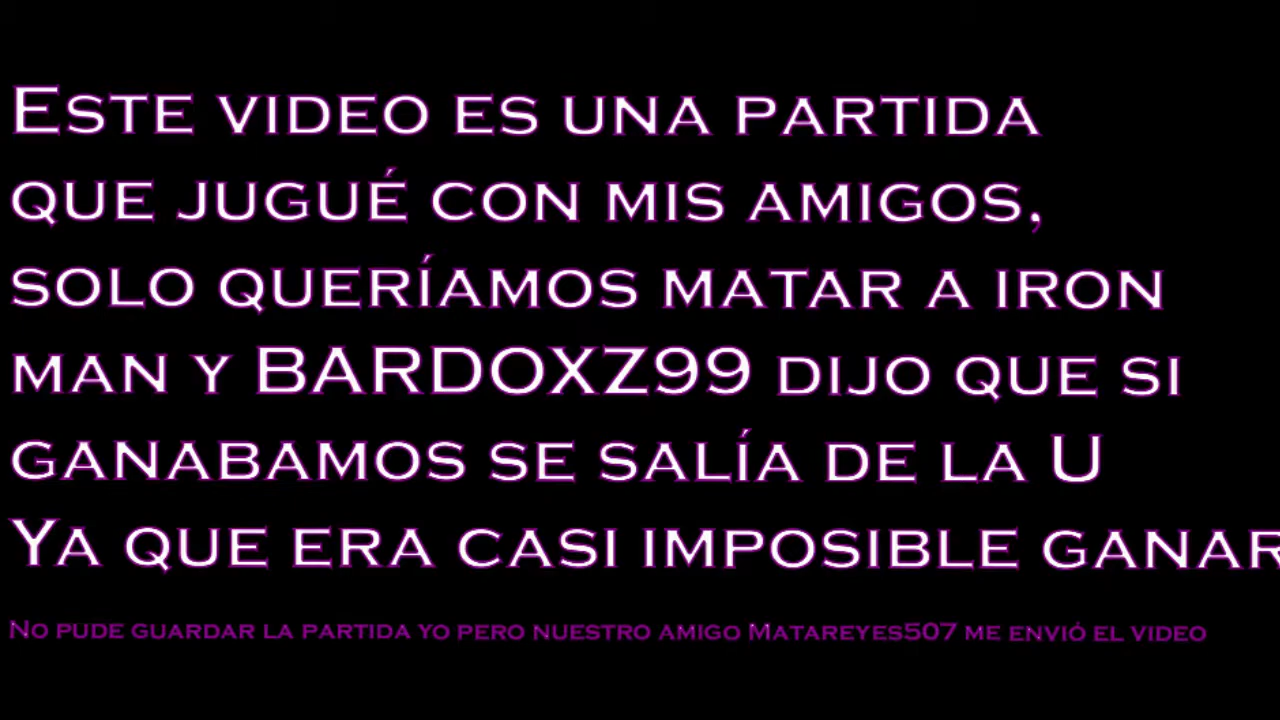 Este video es una partida
que jugué con mis amigos,
solo queríamos matar a iron
man y BARDOXZ99 dijo que si
ganabamos se salía de la U
Ya que era casi imposible ganar
No pude guardar la partida yo pero nuestro amigo Matareyes507 me envió el video